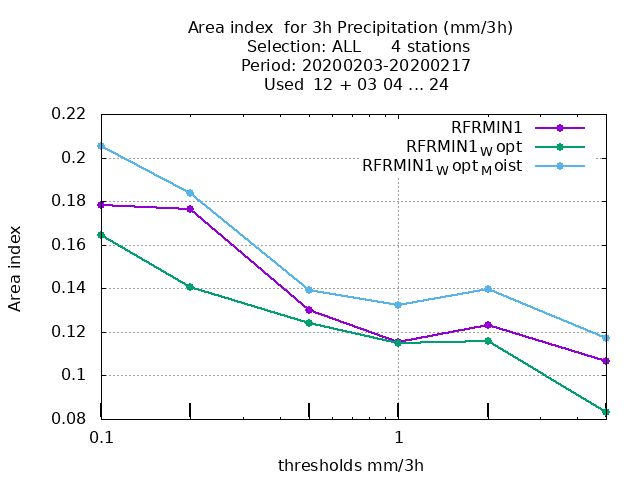 Area index  for 3h Precipitation (mm/3h)
Selection: ALL      4 stations
Period: 20200203-20200217
Used  12 + 03 04 ... 24
RFRMIN1
RFRMIN1Wopt
RFRMIN1WoptMoist
0.22
0.2
0.18
0.16
0.14
0.12
0.1
0.08
Area index
0.1
1
thresholds mm/3h